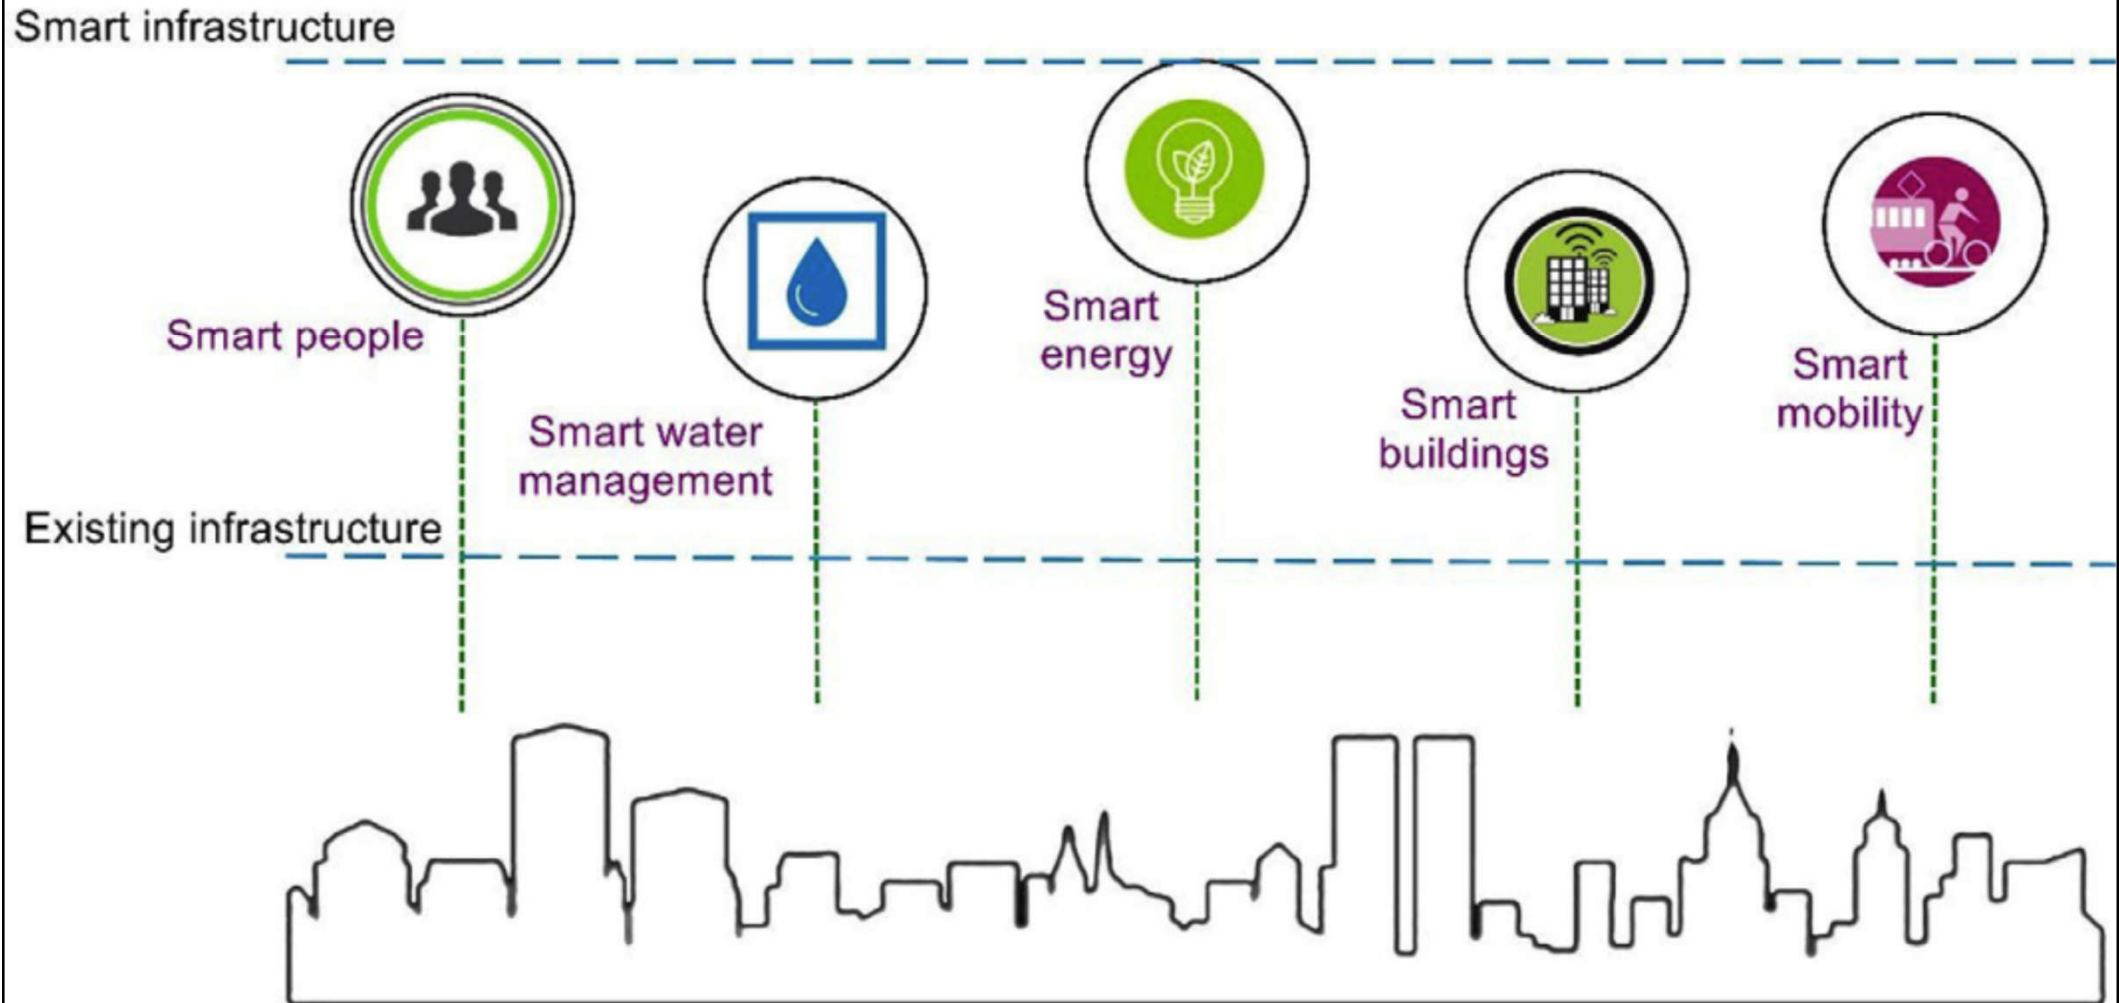 Smart infrastructure
Smart people
Smart water
management
Smart
energy
Smart
buildings
Smart
mobility
Existing infrastructure